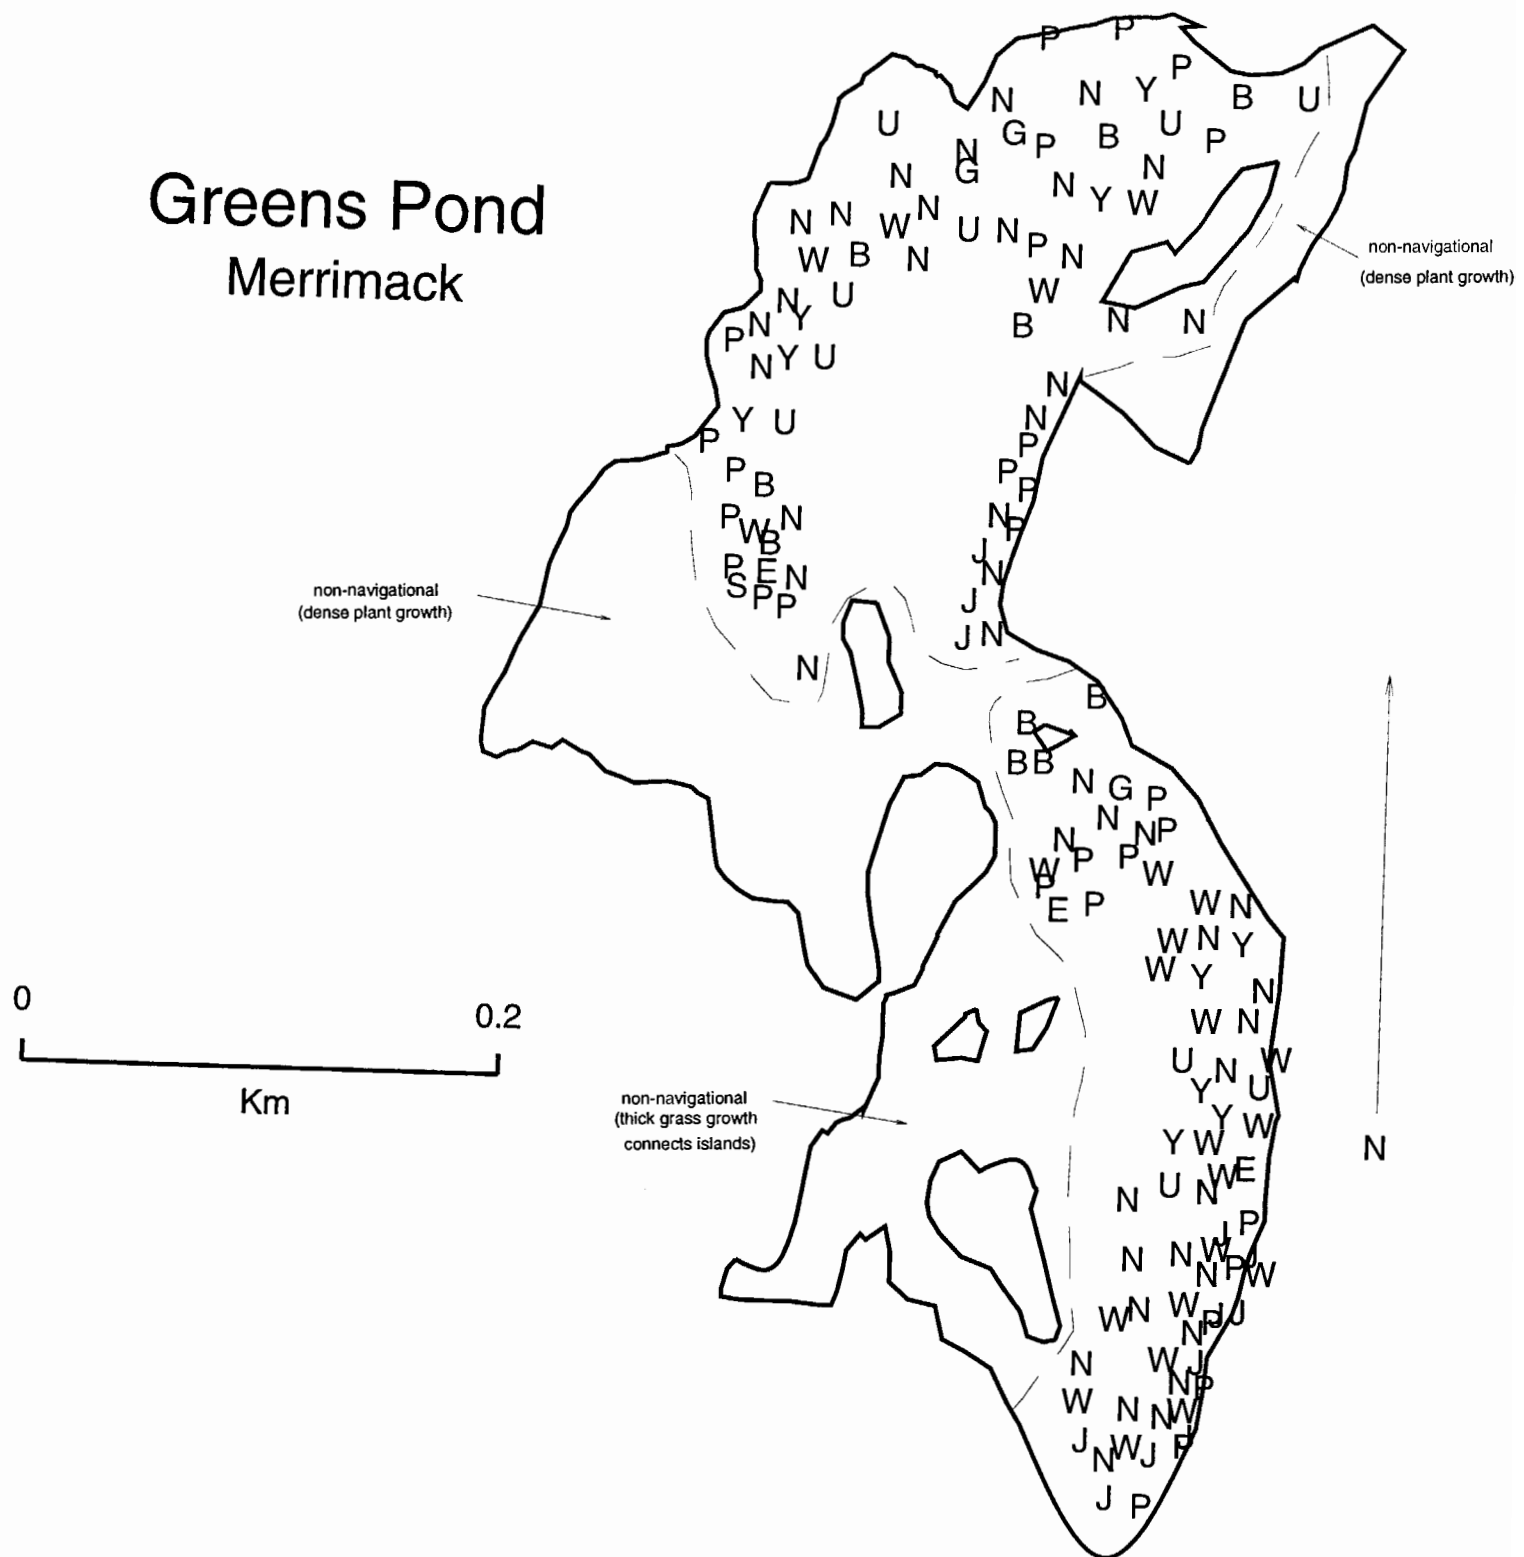 P P
P
N N Y B U
U G P B U P
N
G N
N N Y W
N N W N U N P N
W B N
W
N U
P N Y B N N
N Y U
N
Y U N
P P
P B P P
P W N N P
B J
P E N N
S P P J
J N
N
B
B
B B
N G P
N N P
N P P W
W
P E P
W N
W N Y
W Y
N
W N
U N W
Y U
Y W
Y W
W E
U N
N
P
J
N N W J
N P W
W N W P J J
N
N W J
N P
W N N W
J W J J P
N
J P
Greens Pond
Merrimack
non-navigational
(dense plant growth)
non-navigational
(dense plant growth)
0
0.2
Km
non-navigational
(thick grass growth
connects islands)
N